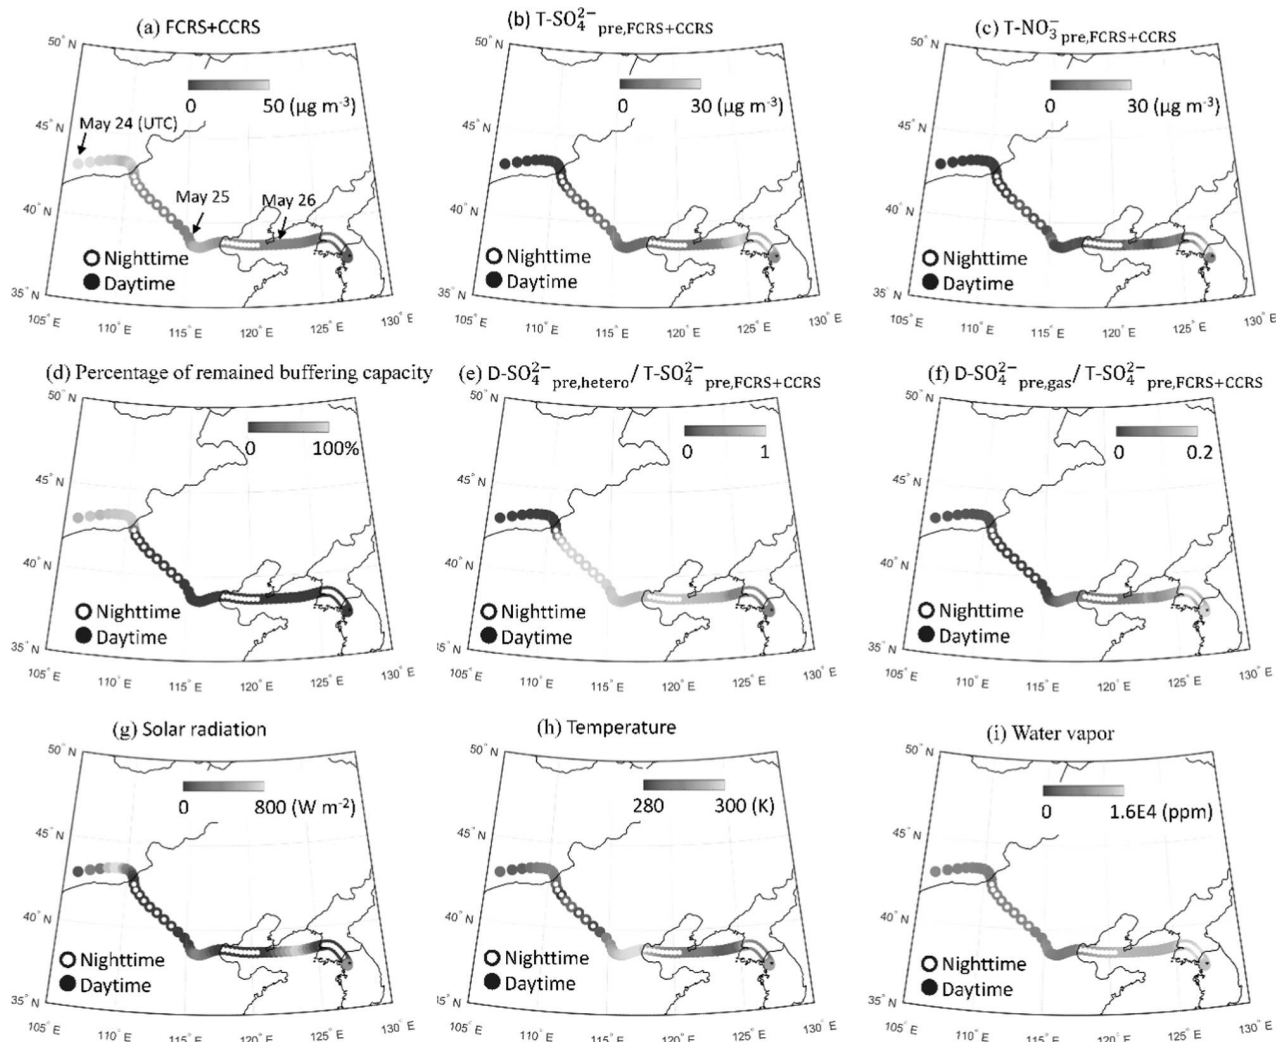 (a) FCRS+CCRS
50° N
0 50 (μg m-3)
May 24 (UTC)
45° N
May 25
May 26
40° N
Nighttime
Daytime
35° N
105° E 110° E 115° E 120° E 125° E 130° E
(b) T-SO₄²⁻pre,FCRS+CCRS
50° N
0 30 (μg m-3)
45° N
40° N
Nighttime
Daytime
35° N
105° E 110° E 115° E 120° E 125° E 130° E
(c) T-NO₃⁻pre,FCRS+CCRS
50° N
0 30 (μg m-3)
45° N
40° N
Nighttime
Daytime
35° N
105° E 110° E 115° E 120° E 125° E 130° E
(d) Percentage of remained buffering capacity
50° N
0 100%
45° N
40° N
Nighttime
Daytime
35° N
105° E 110° E 115° E 120° E 125° E 130° E
(e) D-SO₄²⁻pre,hetero/ T-SO₄²⁻pre,FCRS+CCRS
50° N
0 1
45° N
40° N
Nighttime
Daytime
35° N
105° E 110° E 115° E 120° E 125° E 130° E
(f) D-SO₄²⁻pre,gas/ T-SO₄²⁻pre,FCRS+CCRS
50° N
0 0.2
45° N
40° N
Nighttime
Daytime
35° N
105° E 110° E 115° E 120° E 125° E 130° E
(g) Solar radiation
50° N
0 800 (W m-2)
45° N
40° N
Nighttime
Daytime
35° N
105° E 110° E 115° E 120° E 125° E 130° E
(h) Temperature
50° N
280 300 (K)
45° N
40° N
Nighttime
Daytime
35° N
105° E 110° E 115° E 120° E 125° E 130° E
(i) Water vapor
50° N
0 1.6E4 (ppm)
45° N
40° N
Nighttime
Daytime
35° N
105° E 110° E 115° E 120° E 125° E 130° E